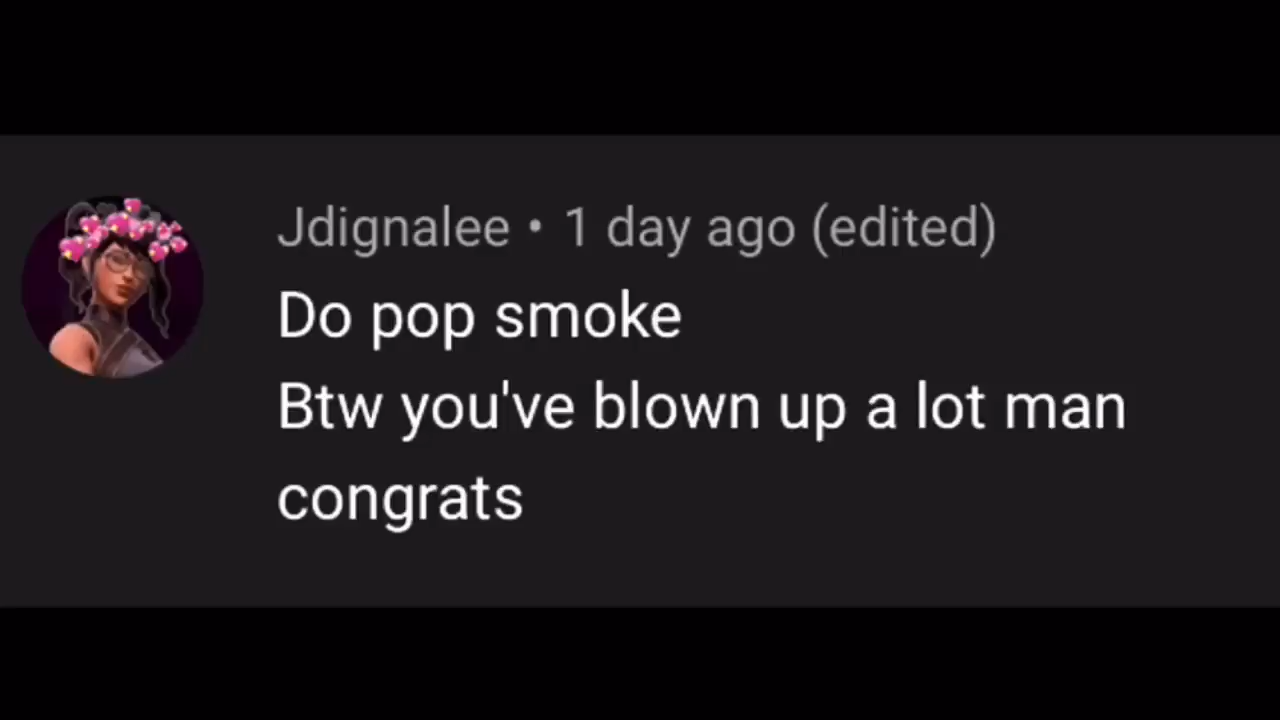 Jdignalee • 1 day ago (edited)
Do pop smoke
Btw you've blown up a lot man
congrats